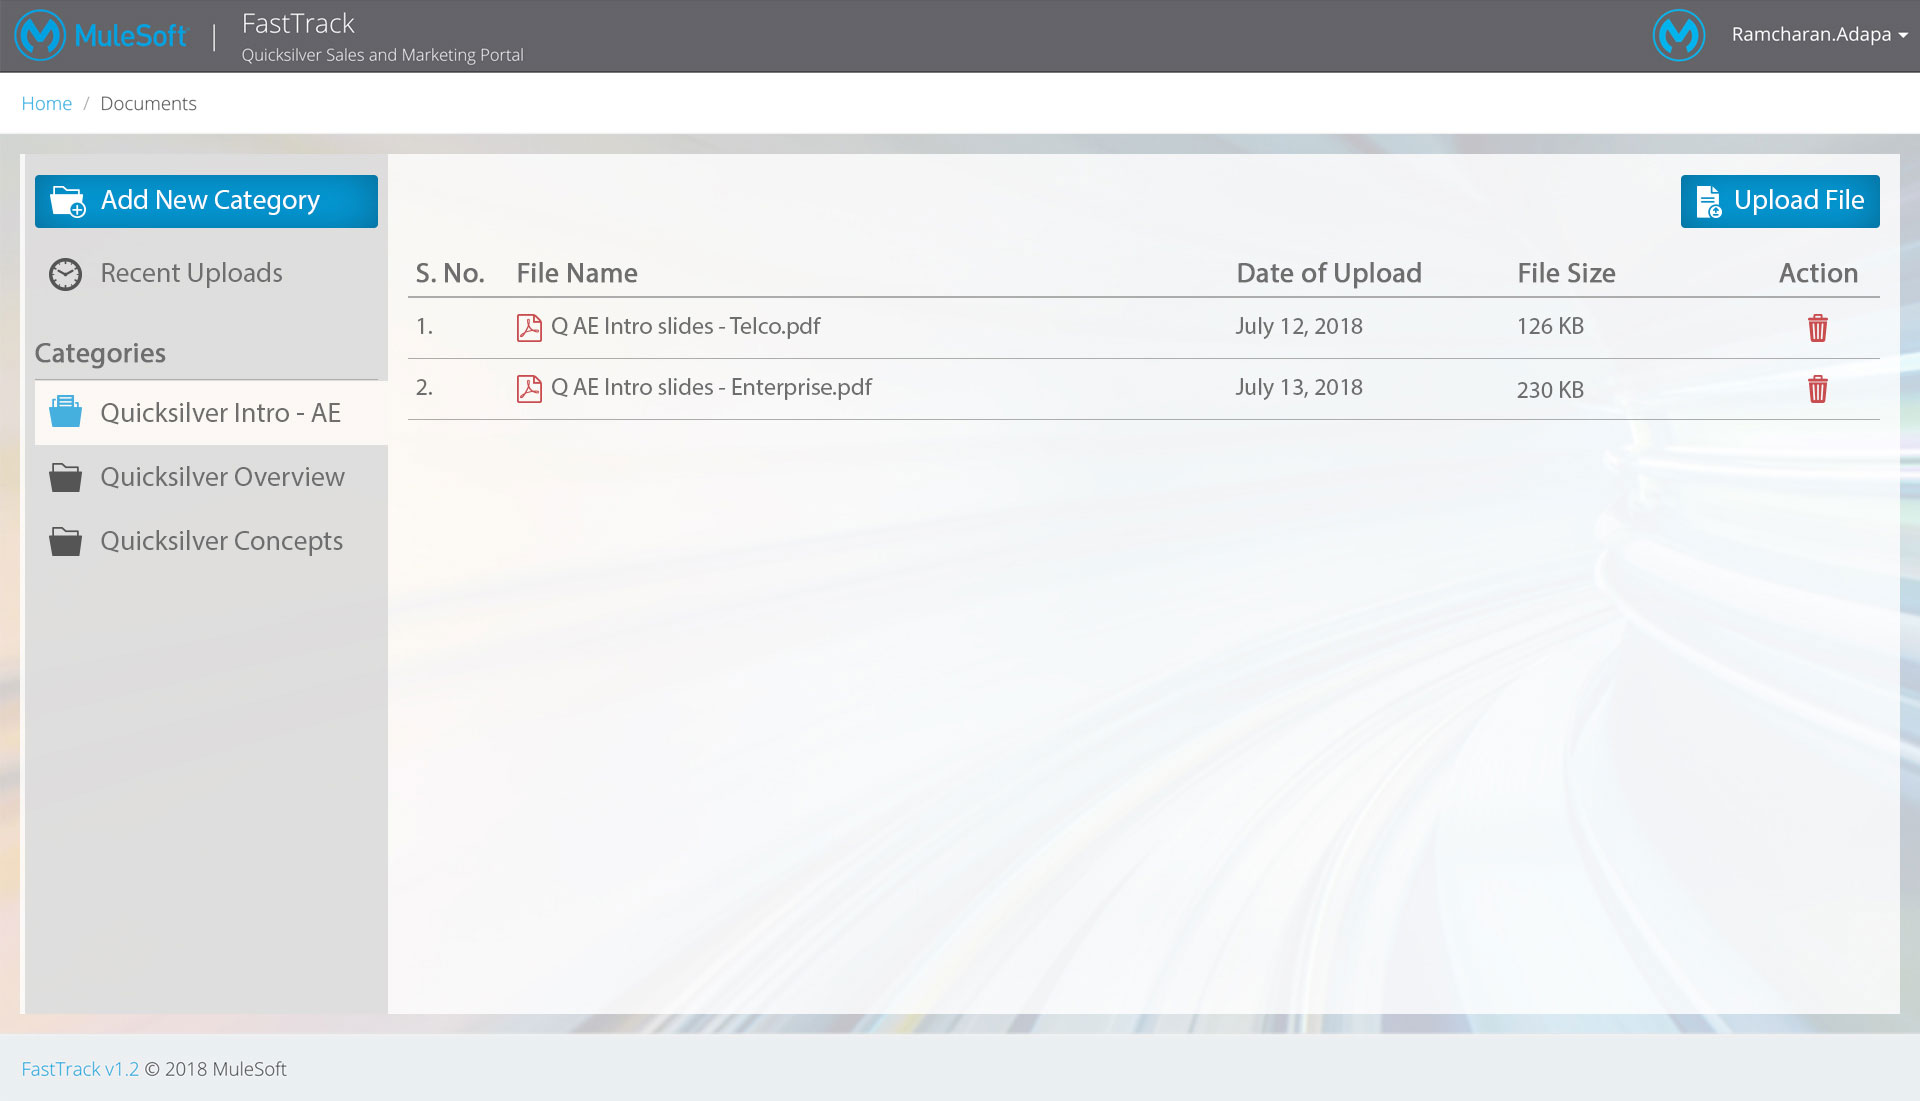 MuleSoft
FastTrack
Quicksilver Sales and Marketing Portal
Ramcharan.Adapa
Home / Documents
Add New Category
Upload File
Recent Uploads
Categories
Quicksilver Intro - AE
Quicksilver Overview
Quicksilver Concepts
S. No. File Name Date of Upload File Size Action
1. Q AE Intro slides - Telco.pdf July 12, 2018 126 KB
2. Q AE Intro slides - Enterprise.pdf July 13, 2018 230 KB
FastTrack v1.2 © 2018 MuleSoft